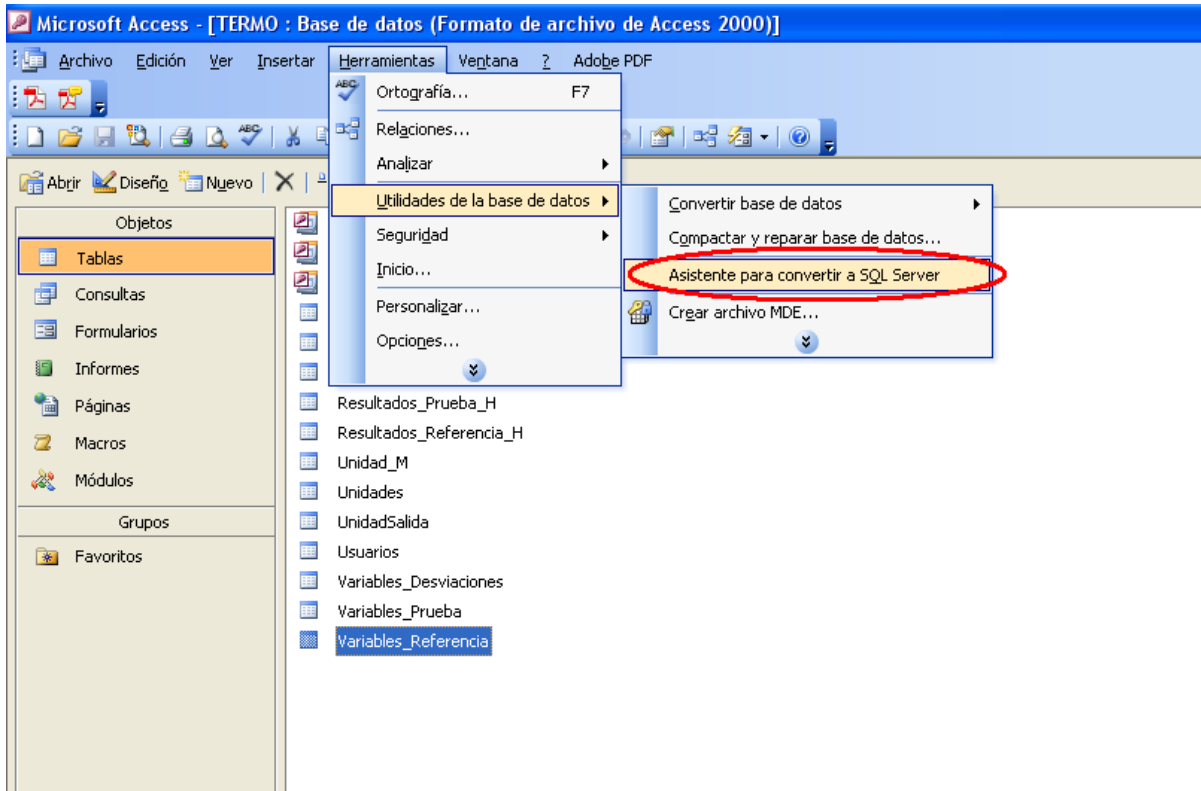 Microsoft Access - [TERMO : Base de datos (Formato de archivo de Access 2000)]
Archivo Edición Ver Insertar Herramientas Ventana ? Adobe PDF
Abrir Diseño Nuevo
Ortografía... F7
Relaciones...
Analizar
Utilidades de la base de datos
Seguridad
Inicio...
Personalizar...
Opciones...
Convertir base de datos
Compactar y reparar base de datos...
Asistente para convertir a SQL Server
Crear archivo MDE...
Objetos
Tablas
Consultas
Formularios
Informes
Páginas
Macros
Módulos
Grupos
Favoritos
Resultados_Prueba_H
Resultados_Referencia_H
Unidad_M
Unidades
UnidadSalida
Usuarios
Variables_Desviaciones
Variables_Prueba
Variables_Referencia